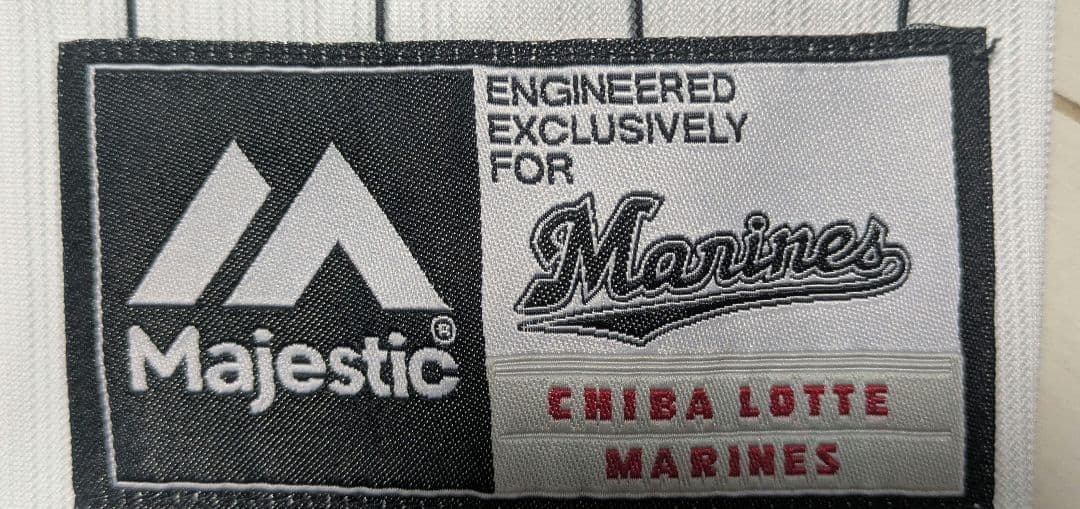 Majestic®
ENGINEERED
EXCLUSIVELY
FOR
Marines
CHIBA LOTTE
MARINES